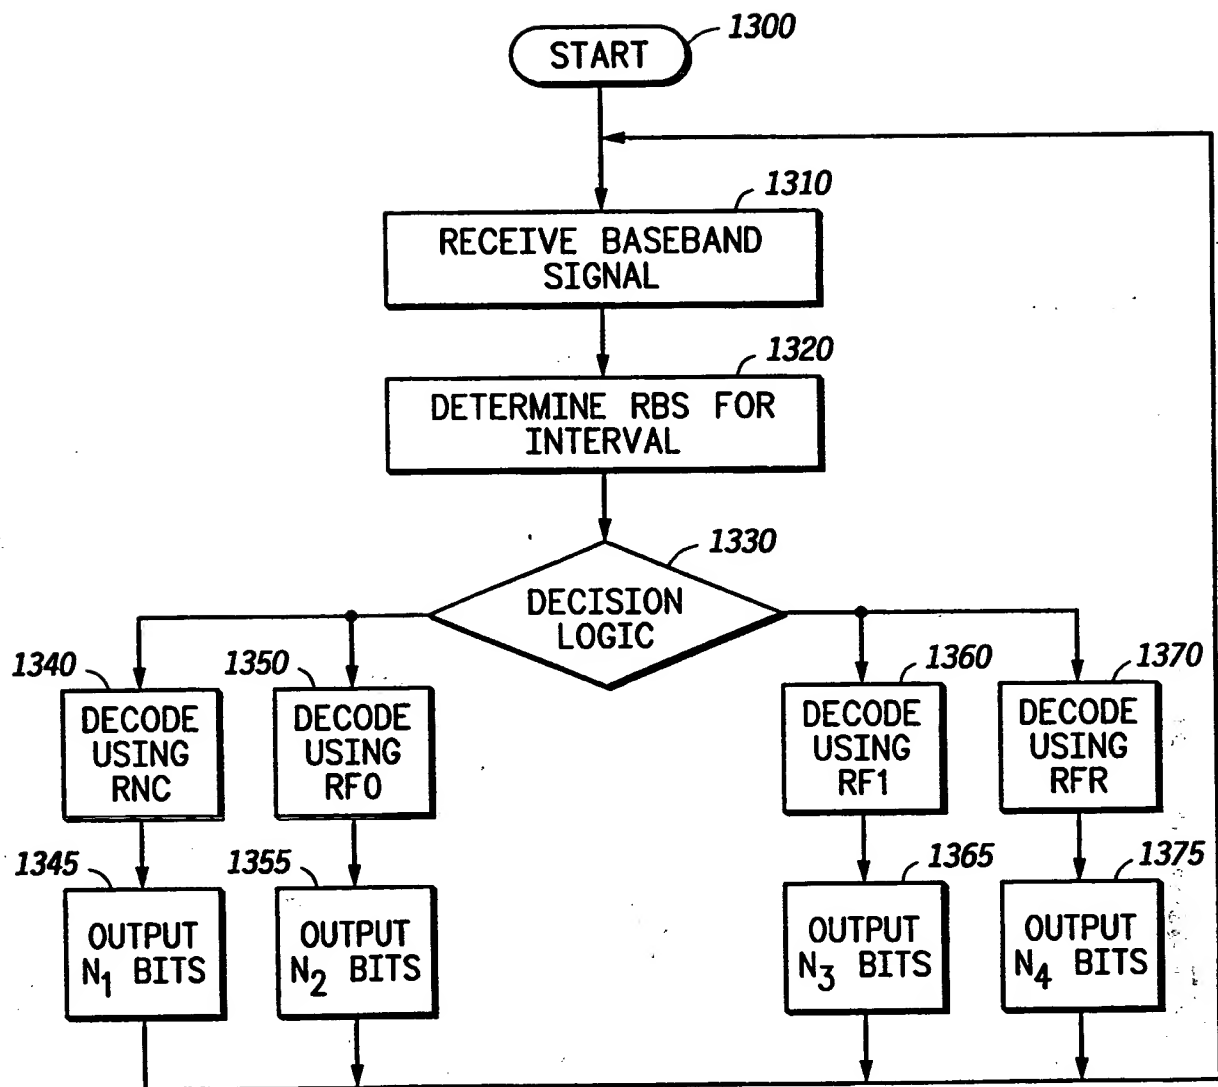 START
1300
1310
RECEIVE BASEBAND
SIGNAL
1320
DETERMINE RBS FOR
INTERVAL
1330
DECISION
LOGIC
1340
DECODE
USING
RNC
1350
DECODE
USING
RF0
1360
DECODE
USING
RF1
1370
DECODE
USING
RFR
1345
OUTPUT
N1 BITS
1355
OUTPUT
N2 BITS
1365
OUTPUT
N3 BITS
1375
OUTPUT
N4 BITS